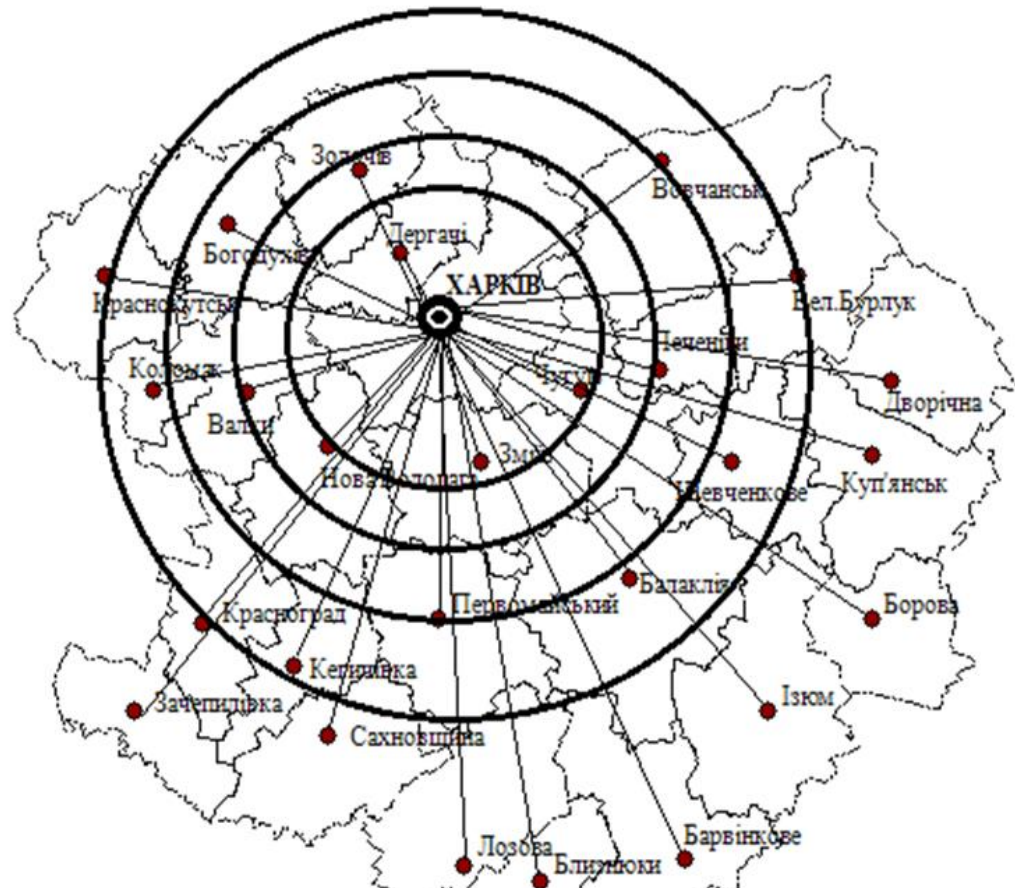 Золочів
Вовчанськ
Дергачі
Богодухів
ХАРКІВ
Краснокутськ
Вел.Бурлук
Печеніги
Коломак
Чугуїв
Дворічна
Валки
Зміїв
Нова Водолага
Шевченкове
Куп'янськ
Балаклія
Красноград
Первомайський
Борова
Кегичівка
Зачепилівка
Ізюм
Сахновщина
Лозова
Барвінкове
Близнюки